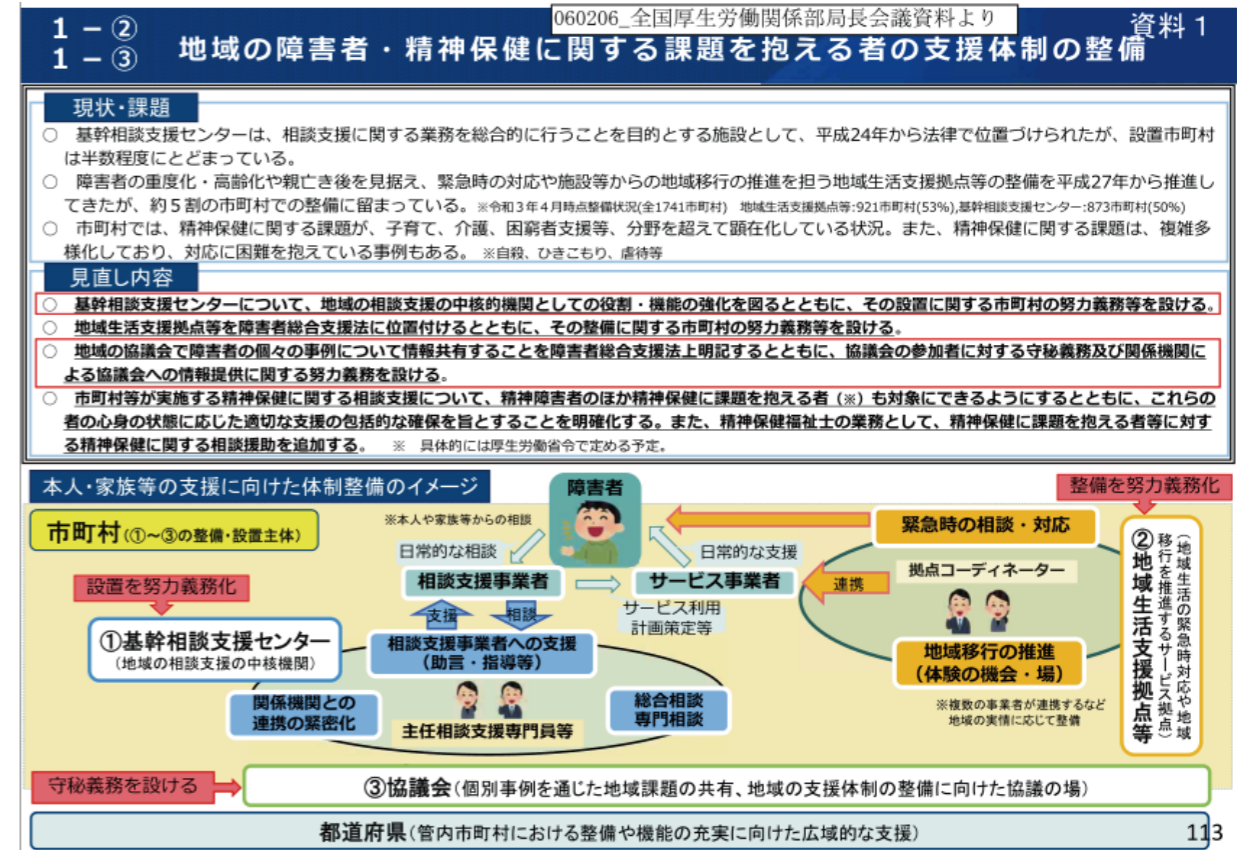 060206_全国厚生労働関係部局長会議資料より
資料１
１－②
１－③
地域の障害者・精神保健に関する課題を抱える者の支援体制の整備
現状・課題
○　基幹相談支援センターは、相談支援に関する業務を総合的に行うことを目的とする施設として、平成24年から法律で位置づけられたが、設置市町村
は半数程度にとどまっている。
○　障害者の重度化・高齢化や親亡き後を見据え、緊急時の対応や施設等からの地域移行の推進を担う地域生活支援拠点等の整備を平成27年から推進し
てきたが、約５割の市町村での整備に留まっている。※令和３年４月時点整備状況(全1741市町村)　地域生活支援拠点等:921市町村(53%),基幹相談支援センター:873市町村(50%)
○　市町村では、精神保健に関する課題が、子育て、介護、困窮者支援等、分野を超えて顕在化している状況。また、精神保健に関する課題は、複雑多
様化しており、対応に困難を抱えている事例もある。※自殺、ひきこもり、虐待等
見直し内容
○　基幹相談支援センターについて、地域の相談支援の中核的機関としての役割・機能の強化を図るとともに、その設置に関する市町村の努力義務等を設ける。
○　地域生活支援拠点等を障害者総合支援法に位置付けるとともに、その整備に関する市町村の努力義務等を設ける。
○　地域の協議会で障害者の個々の事例について情報共有することを障害者総合支援法上明記するとともに、協議会の参加者に対する守秘義務及び関係機関に
よる協議会への情報提供に関する努力義務を設ける。
○　市町村等が実施する精神保健に関する相談支援について、精神障害者のほか精神保健に課題を抱える者（※）も対象にできるようにするとともに、これらの
者の心身の状態に応じた適切な支援の包括的な確保を旨とすることを明確化する。また、精神保健福祉士の業務として、精神保健に課題を抱える者等に対す
る精神保健に関する相談援助を追加する。　※　具体的には厚生労働省令で定める予定。
本人・家族等の支援に向けた体制整備のイメージ
障害者
整備を努力義務化
市町村(①～③の整備・設置主体)
※本人や家族等からの相談
緊急時の相談・対応
日常的な相談
日常的な支援
相談支援事業者
サービス事業者
連携
拠点コーディネーター
設置を努力義務化
支援
相談
サービス利用
計画策定等
①基幹相談支援センター
(地域の相談支援の中核機関)
相談支援事業者への支援
（助言・指導等）
地域移行の推進
（体験の機会・場）
関係機関との
連携の緊密化
主任相談支援専門員等
総合相談
専門相談
※複数の事業者が連携するなど
地域の実情に応じて整備
②地域生活支援拠点等
（地域生活の緊急時対応や地域
移行を推進するサービス拠点）
守秘義務を設ける
③協議会(個別事例を通じた地域課題の共有、地域の支援体制の整備に向けた協議の場)
都道府県(管内市町村における整備や機能の充実に向けた広域的な支援)
113